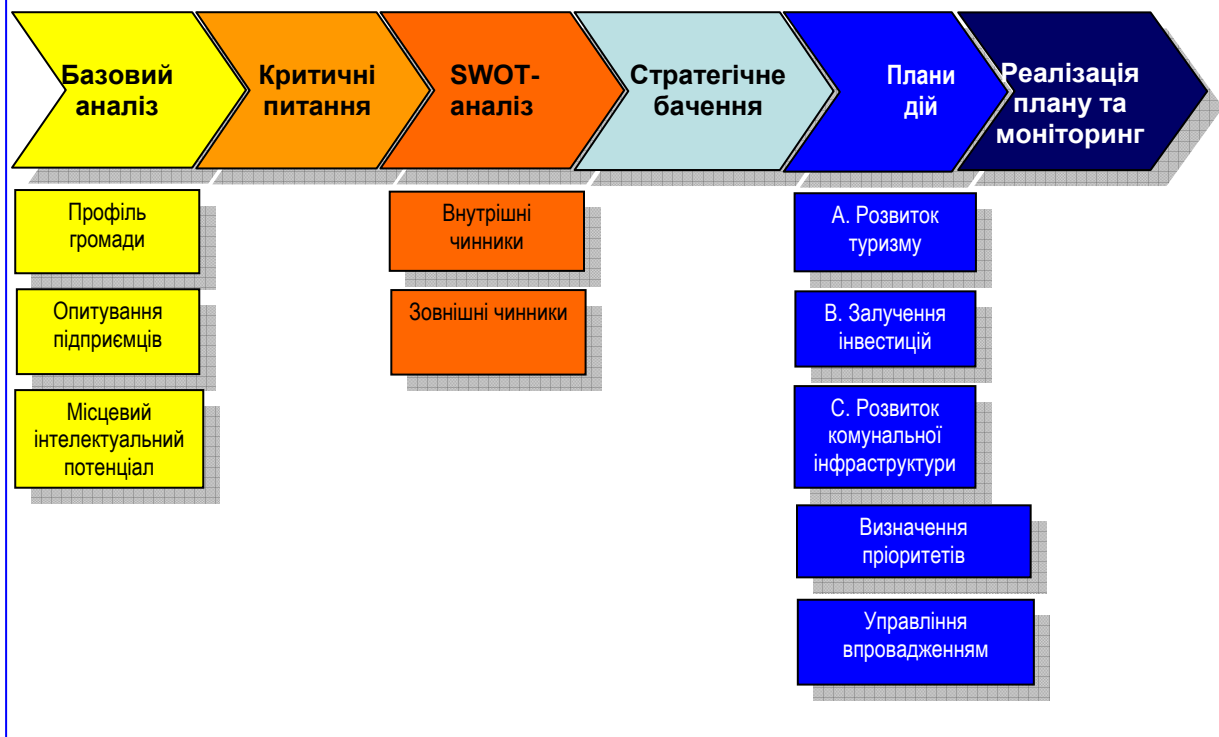 Базовий
аналіз
Критичні
питання
SWOT-
аналіз
Стратегічне
бачення
Плани
дій
Реалізація
плану та
моніторинг
Профіль
громади
Опитування
підприємців
Місцевий
інтелектуальний
потенціал
Внутрішні
чинники
Зовнішні чинники
А. Розвиток
туризму
В. Залучення
інвестицій
С. Розвиток
комунальної
інфраструктури
Визначення
пріоритетів
Управління
впровадженням